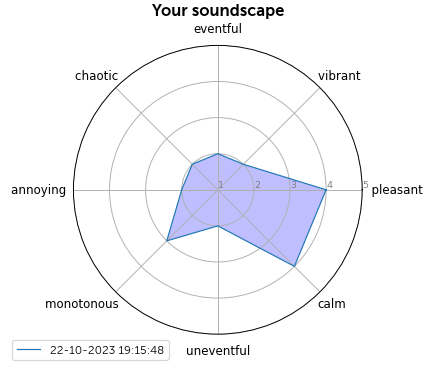 Your soundscape
eventful
chaotic
vibrant
annoying
1 2 3 4 5
pleasant
monotonous
calm
22-10-2023 19:15:48
uneventful